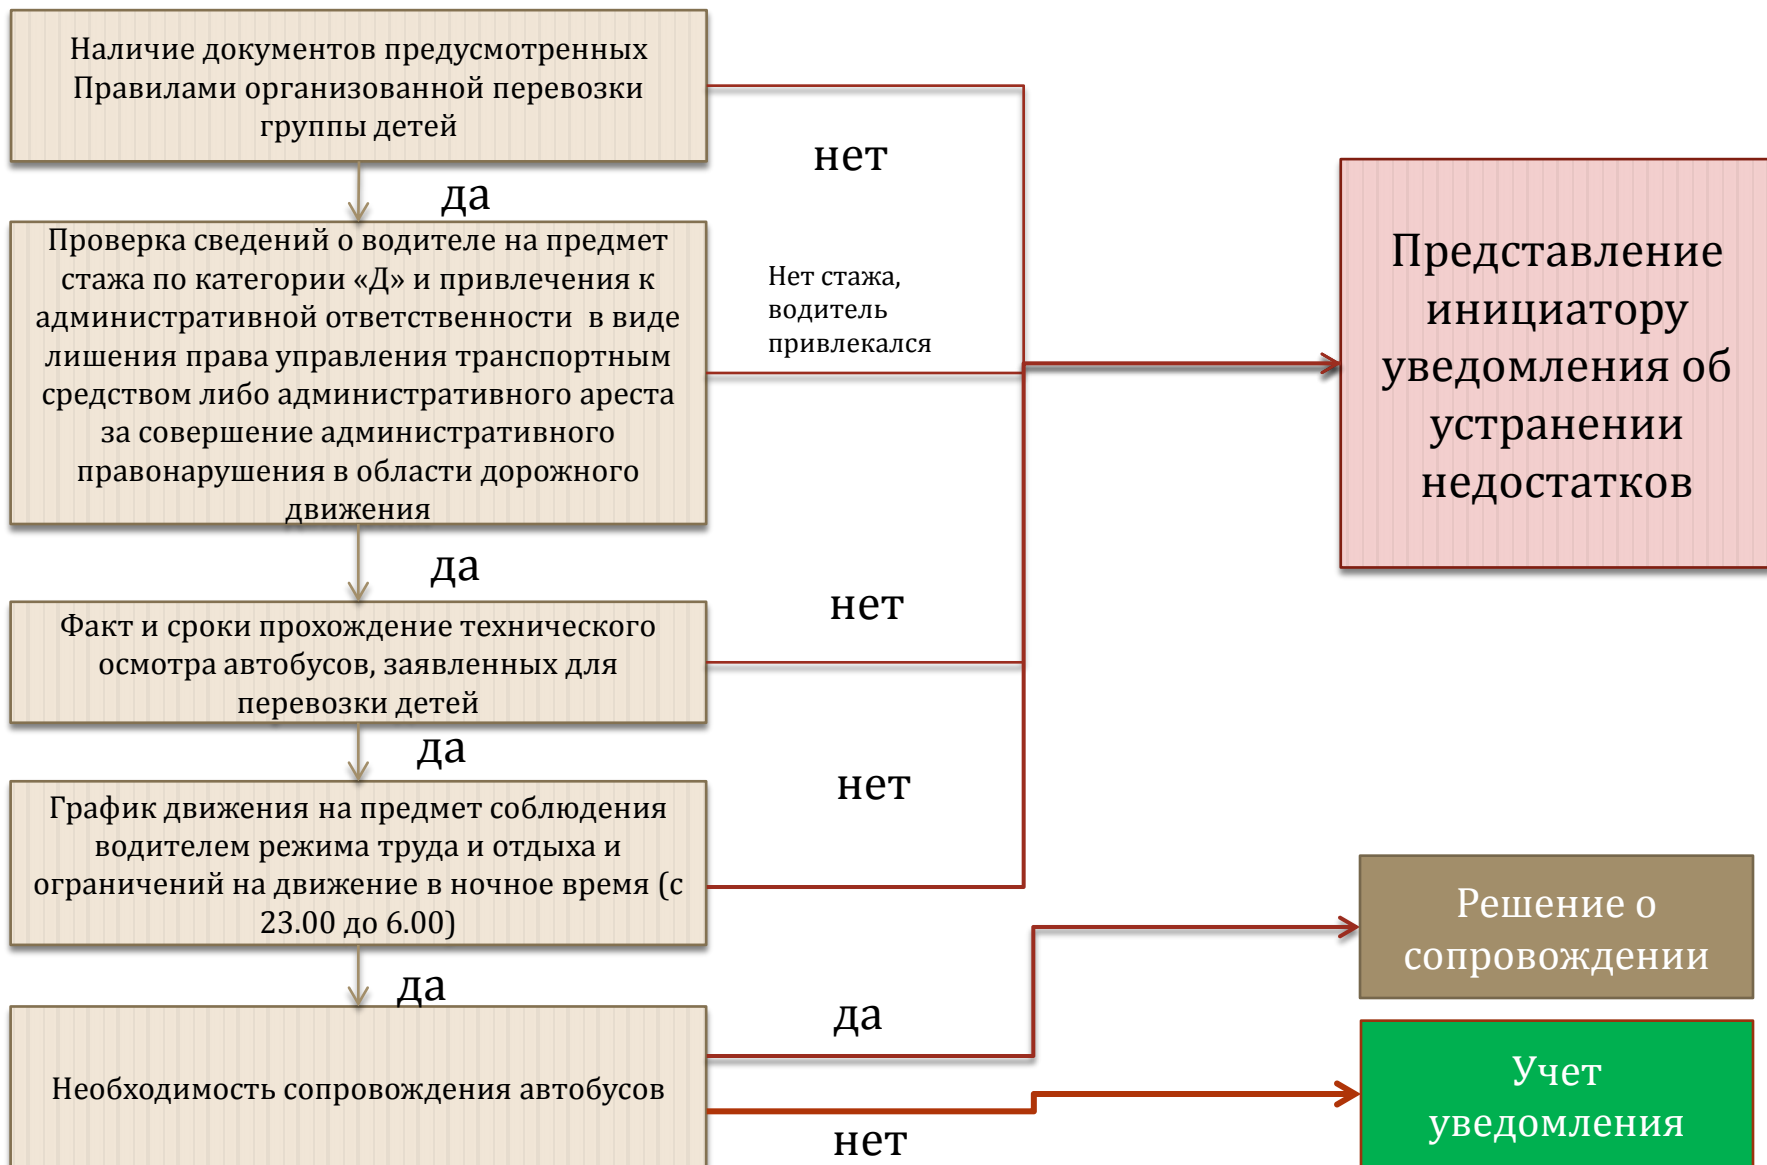 Наличие документов предусмотренных
Правилами организованной перевозки
группы детей
нет
да
Проверка сведений о водителе на предмет
стажа по категории «Д» и привлечения к
административной ответственности в виде
лишения права управления транспортным
средством либо административного ареста
за совершение административного
правонарушения в области дорожного
движения
Нет стажа,
водитель
привлекался
Представление
инициатору
уведомления об
устранении
недостатков
да
Факт и сроки прохождение технического
осмотра автобусов, заявленных для
перевозки детей
нет
да
График движения на предмет соблюдения
водителем режима труда и отдыха и
ограничений на движение в ночное время (с
23.00 до 6.00)
нет
да
Необходимость сопровождения автобусов
да
Решение о
сопровождении
нет
Учет
уведомления